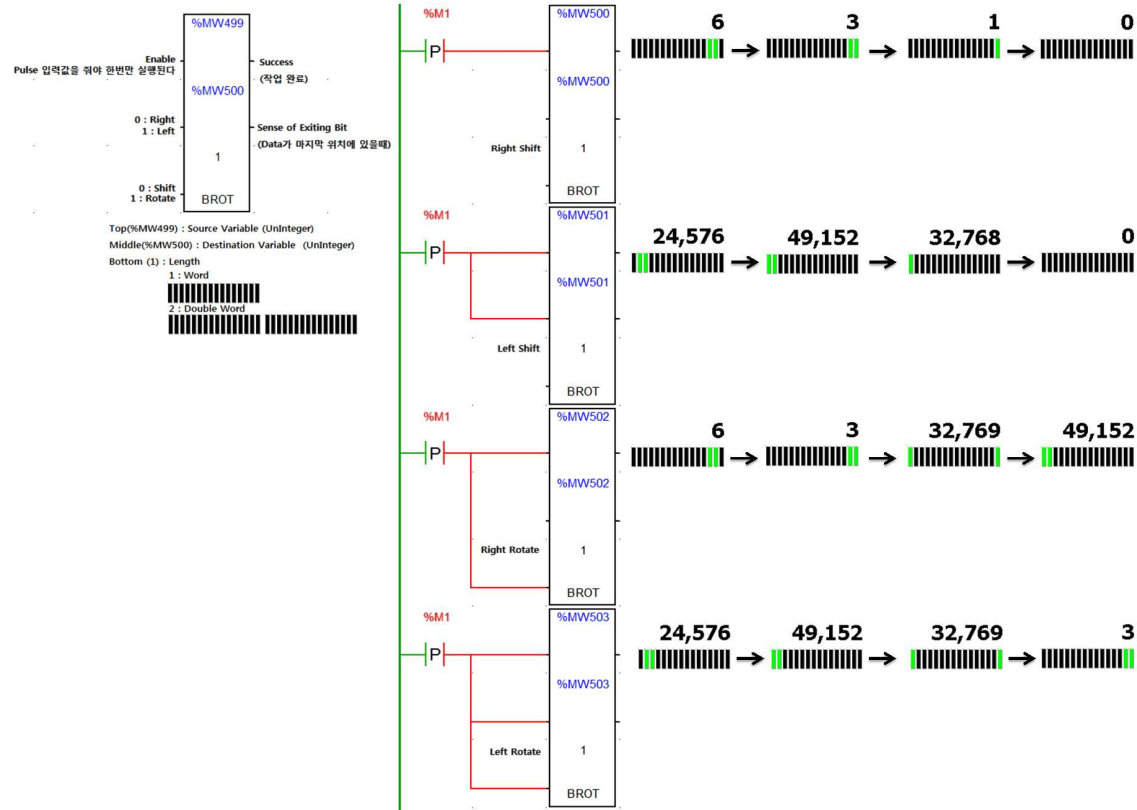 %MW499
Enable
Pulse 입력값을 줘야 한번만 실행된다
Success
(작업 완료)
%MW500
0 : Right
1 : Left
Sense of Exiting Bit
(Data가 마지막 위치에 있을때)
1
0 : Shift
1 : Rotate
BROT
Top(%MW499) : Source Variable (UnInteger)
Middle(%MW500) : Destination Variable (UnInteger)
Bottom (1) : Length
1 : Word
2 : Double Word
%M1
P
%MW500
%MW500
Right Shift
1
BROT
6
3
1
0
%M1
P
%MW501
%MW501
Left Shift
1
BROT
24,576
49,152
32,768
0
%M1
P
%MW502
%MW502
Right Rotate
1
BROT
6
3
32,769
49,152
%M1
P
%MW503
%MW503
Left Rotate
1
BROT
24,576
49,152
32,769
3